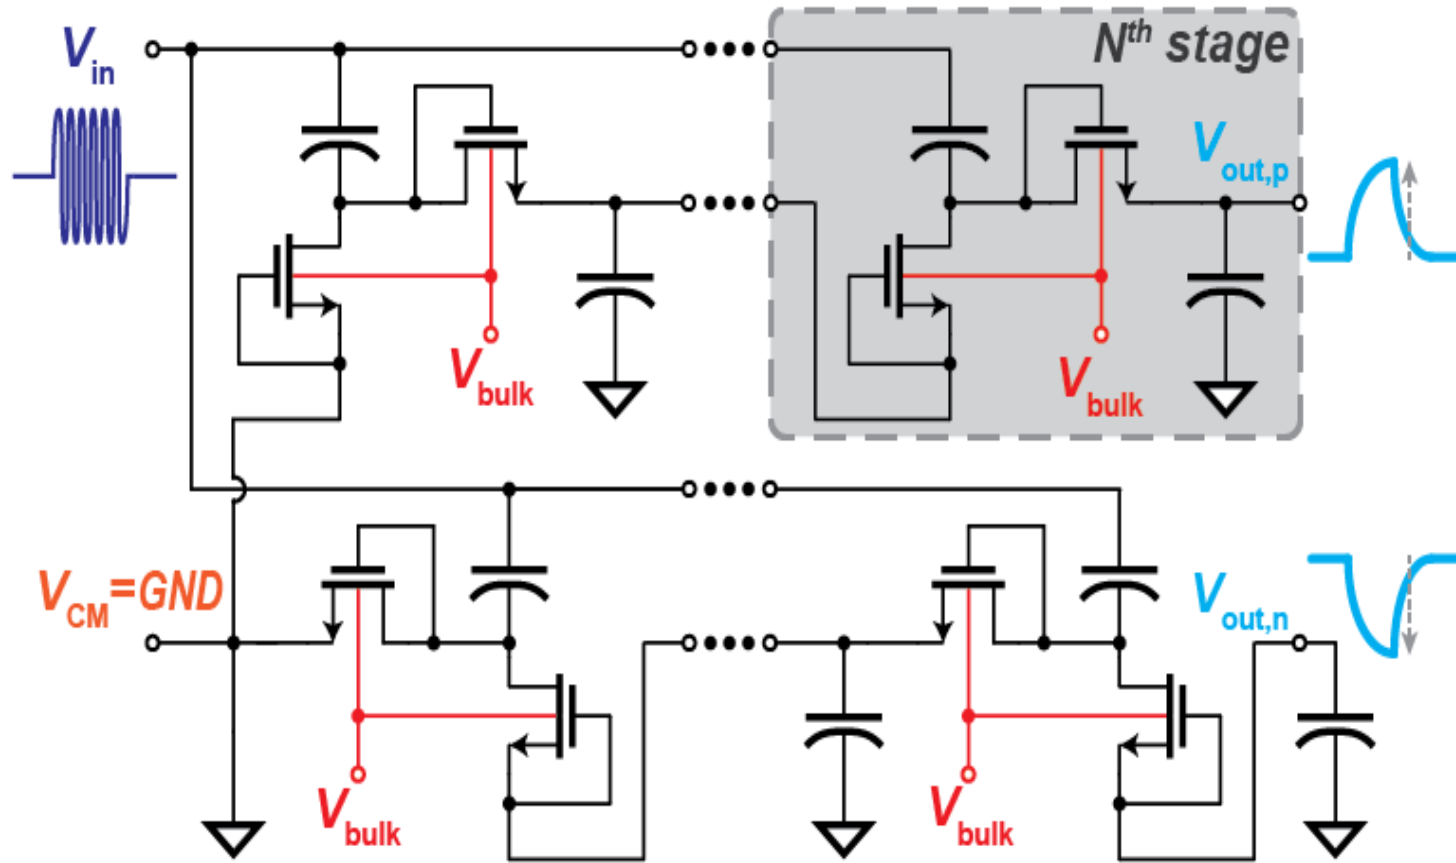 V_in
N^th stage
V_out,p
V_bulk
V_bulk
V_CM=GND
V_out,n
V_bulk
V_bulk